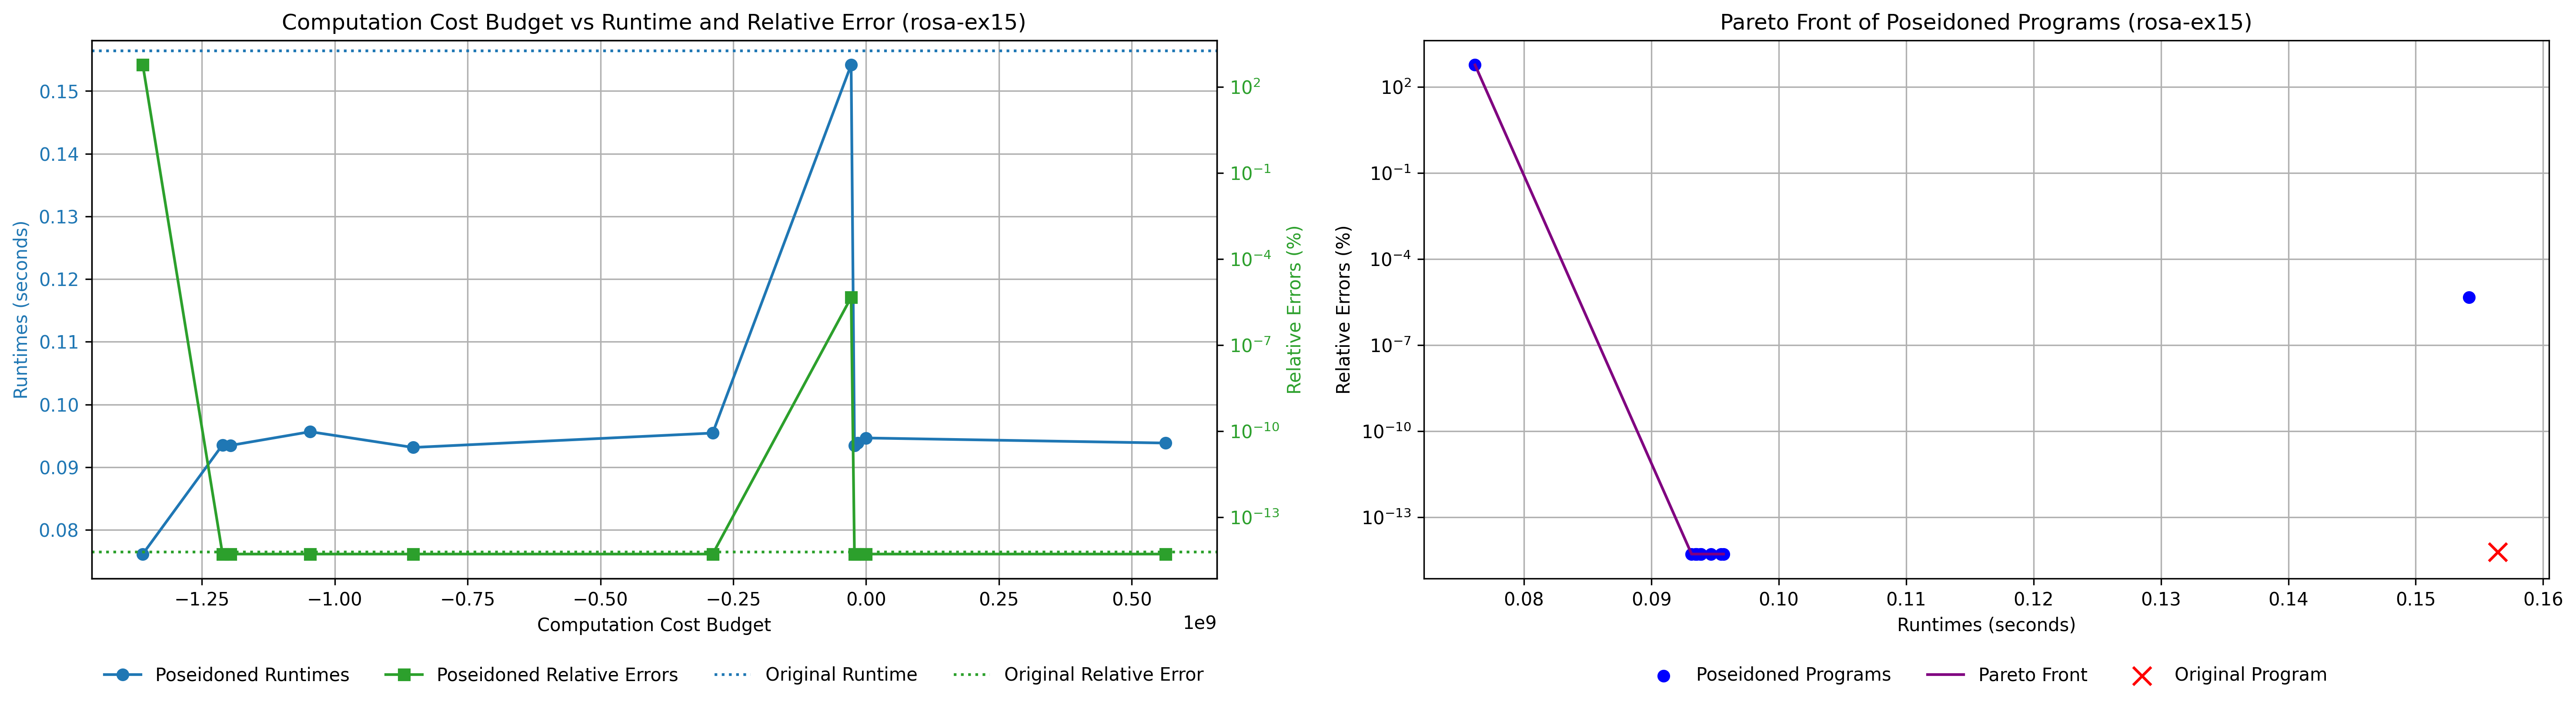 Computation Cost Budget vs Runtime and Relative Error (rosa-ex15)
0.15
0.14
0.13
0.12
0.11
0.10
0.09
0.08
Runtimes (seconds)
10²
10⁻¹
10⁻⁴
10⁻⁷
10⁻¹⁰
10⁻¹³
Relative Errors (%)
−1.25 −1.00 −0.75 −0.50 −0.25 0.00 0.25 0.50
1e9
Computation Cost Budget
Poseidoned Runtimes Poseidoned Relative Errors Original Runtime Original Relative Error
Pareto Front of Poseidoned Programs (rosa-ex15)
10²
10⁻¹
10⁻⁴
10⁻⁷
10⁻¹⁰
10⁻¹³
Relative Errors (%)
0.08 0.09 0.10 0.11 0.12 0.13 0.14 0.15 0.16
Runtimes (seconds)
Poseidoned Programs Pareto Front Original Program